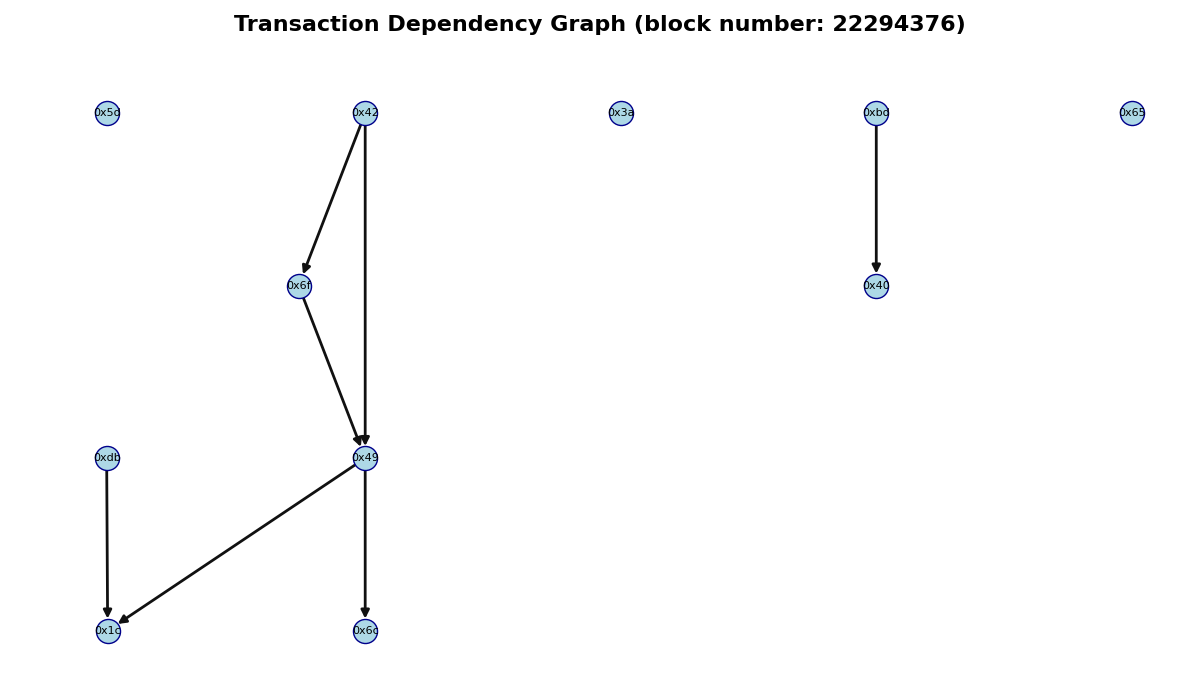 Transaction Dependency Graph (block number: 22294376)
0x5d
0x42
0x3a
0xbd
0x65
0x6f
0x40
0xdb
0x49
0x1c
0x6c